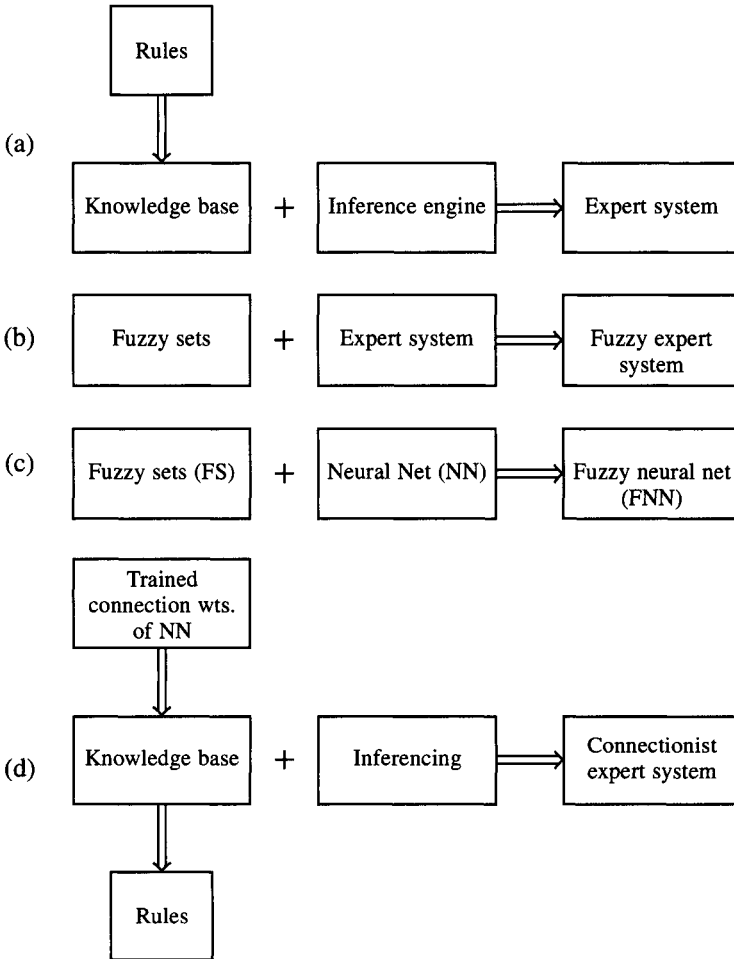 Rules
(a)
Knowledge base + Inference engine Expert system
(b)
Fuzzy sets + Expert system Fuzzy expert
system
(c)
Fuzzy sets (FS) + Neural Net (NN) Fuzzy neural net
(FNN)
Trained
connection wts.
of NN
(d)
Knowledge base + Inferencing Connectionist
expert system
Rules